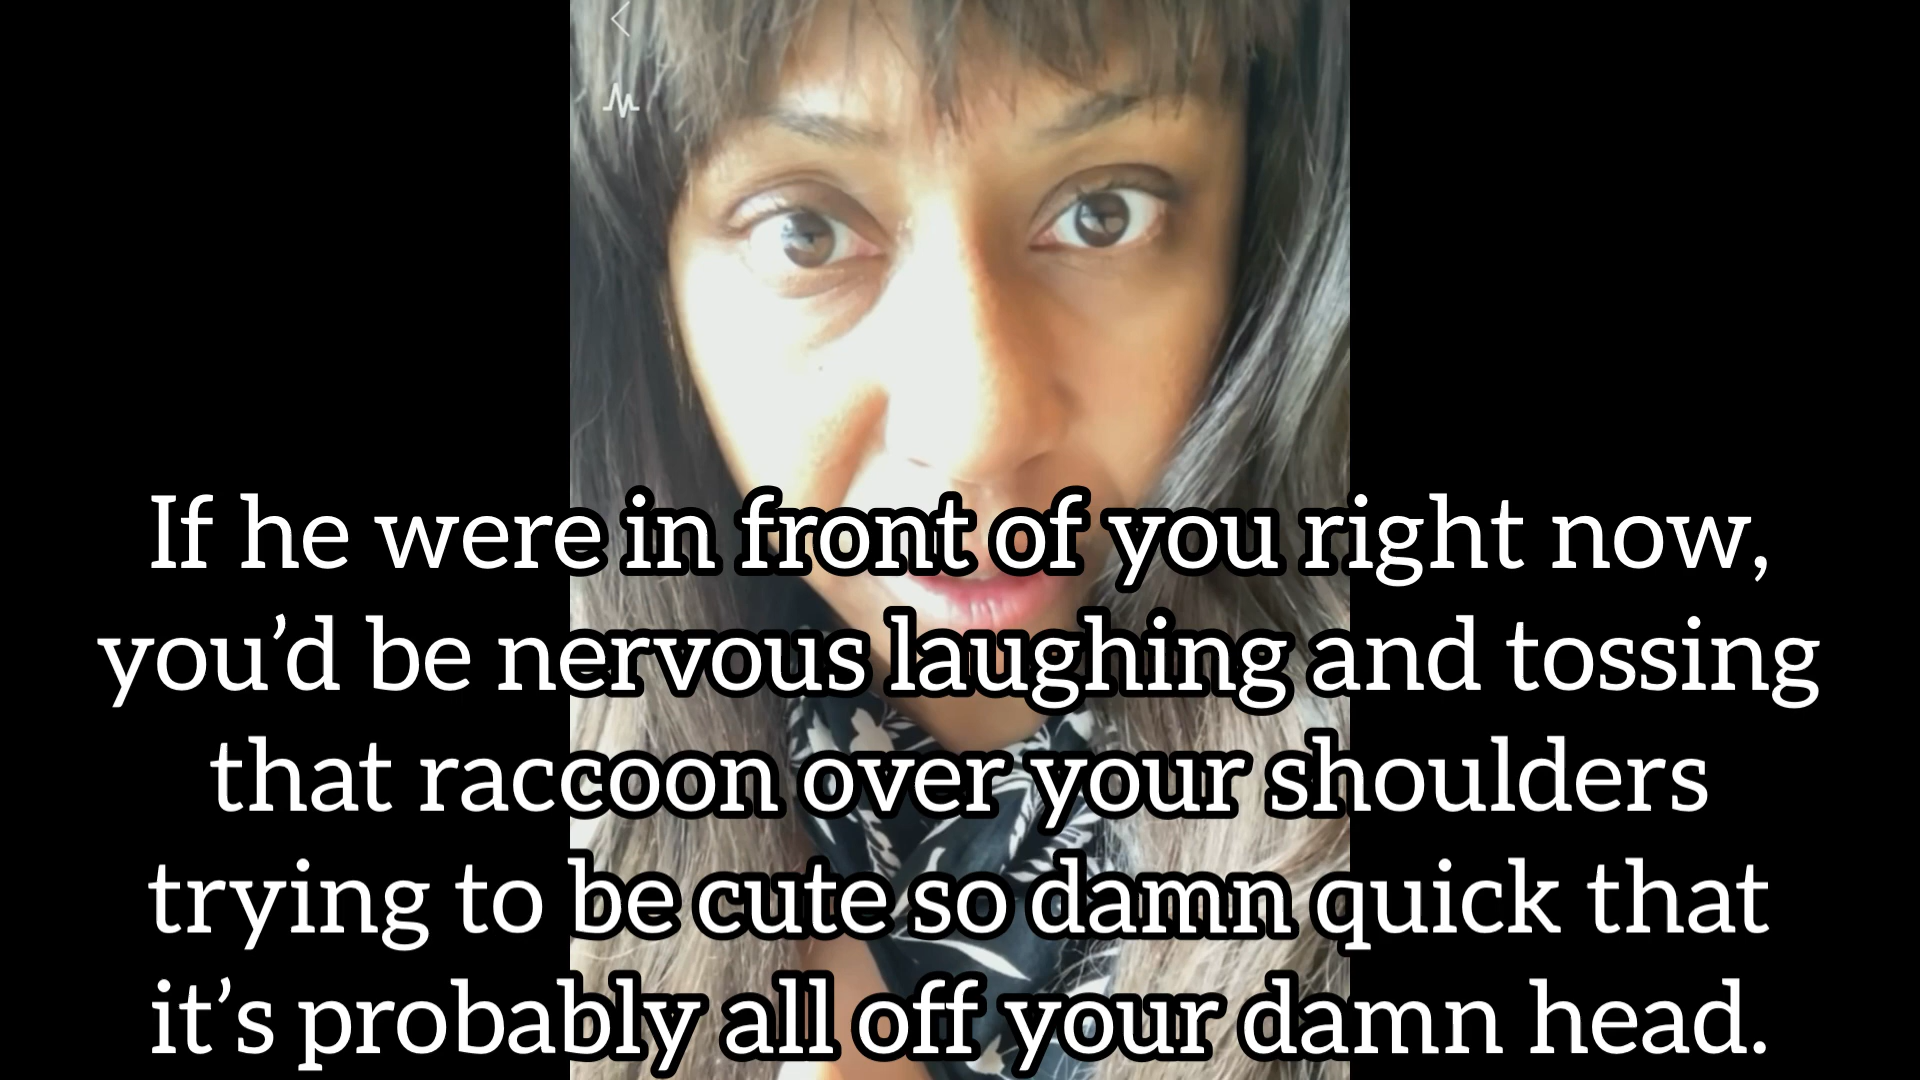 If he were in front of you right now,
you’d be nervous laughing and tossing
that raccoon over your shoulders
trying to be cute so damn quick that
it’s probably all off your damn head.